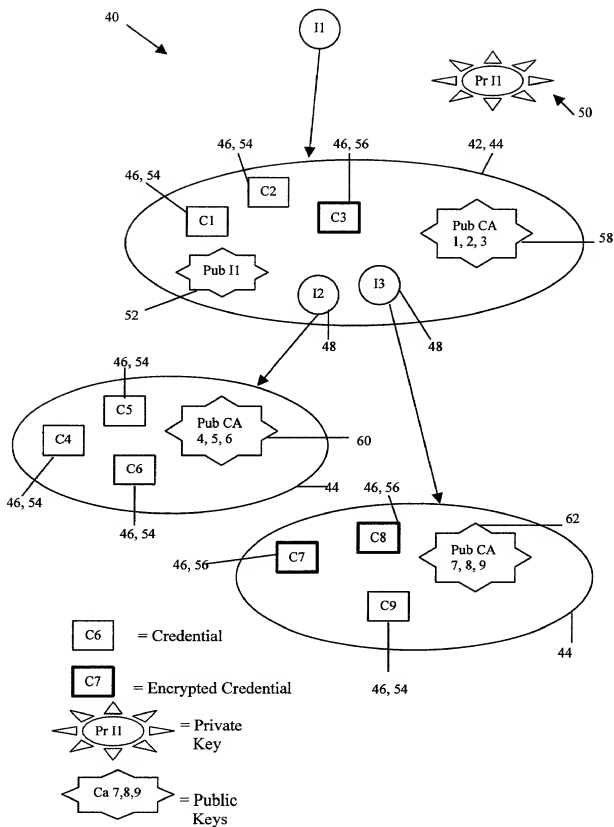 40
I1
Pr I1
50
46, 54
46, 56
42, 44
46, 54
C2
C1
C3
Pub CA
1, 2, 3
58
Pub I1
I2
I3
52
48
48
46, 54
C5
Pub CA
4, 5, 6
C4
60
C6
46, 56
46, 54
44
62
46, 54
C8
Pub CA
7, 8, 9
46, 56
C7
C9
44
C6
= Credential
46, 54
C7
= Encrypted Credential
Pr I1
= Private
Key
Ca 7,8,9
= Public
Keys